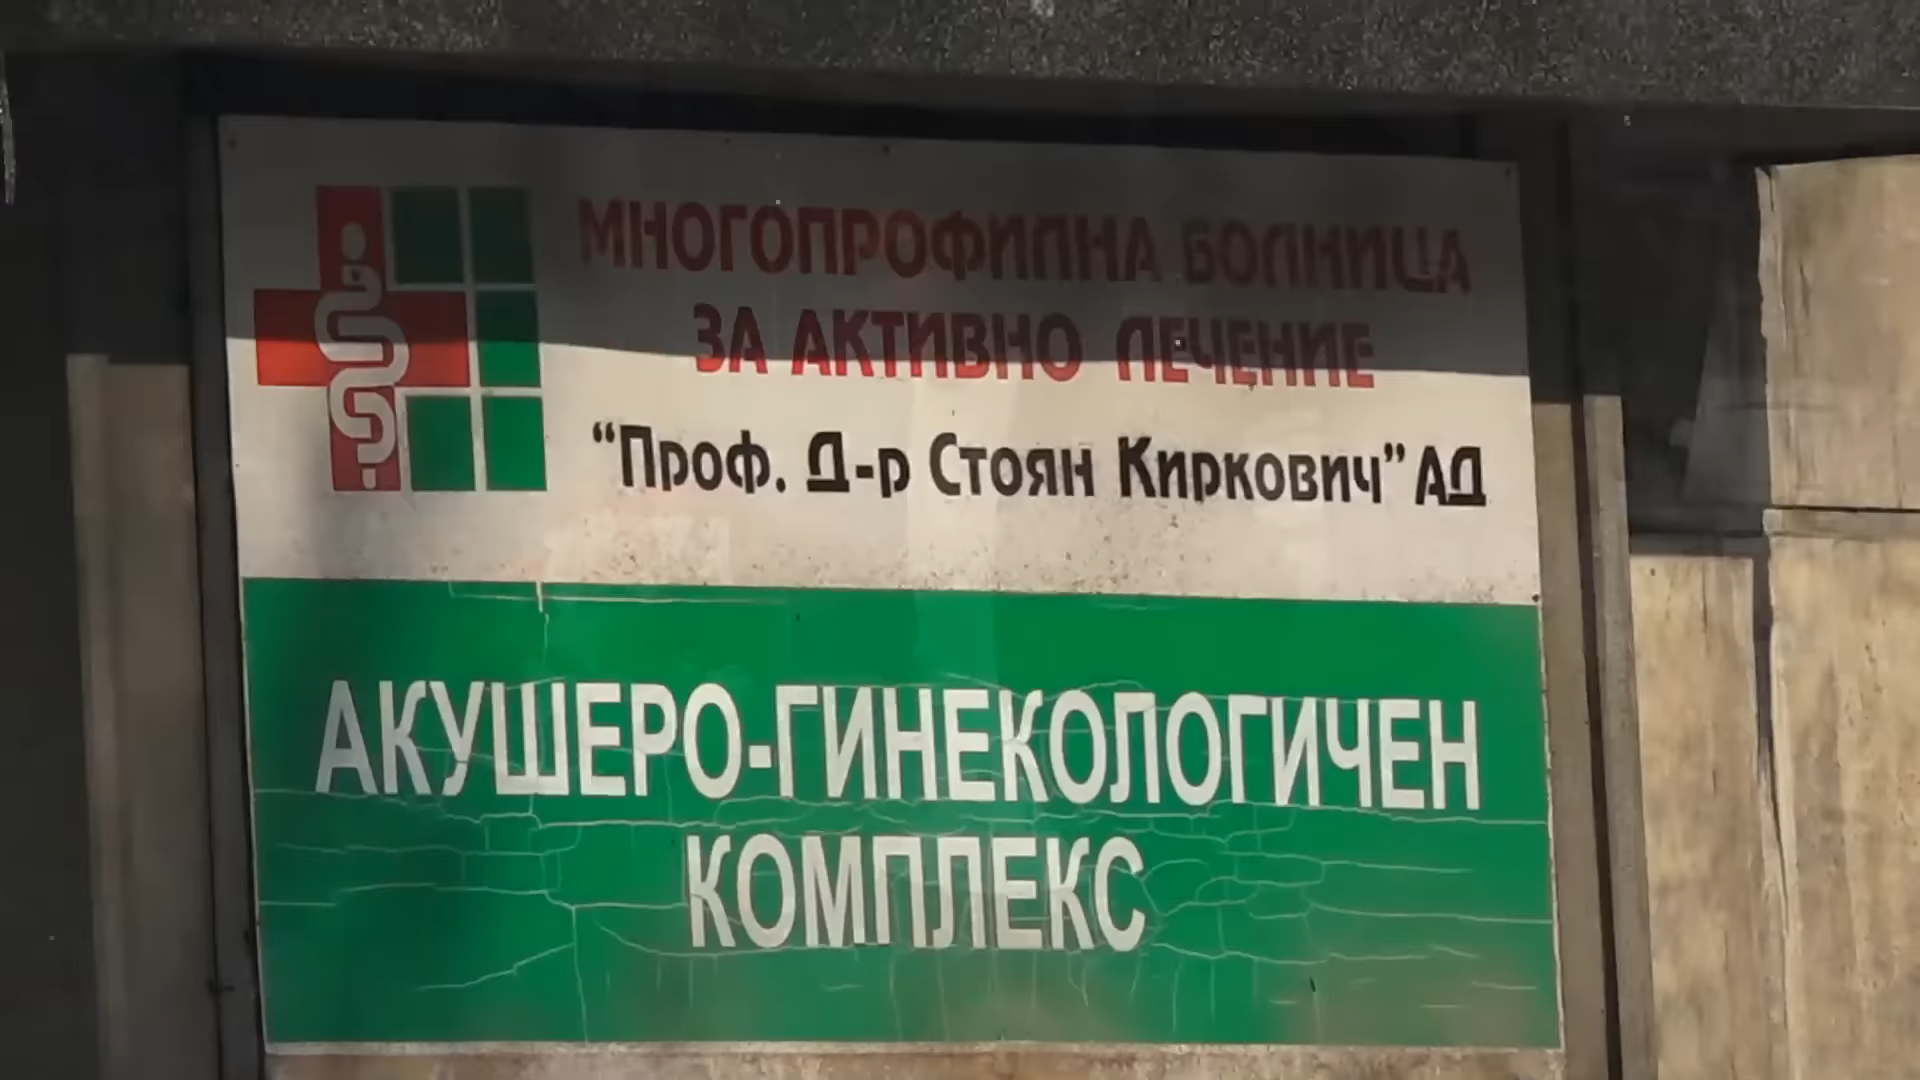 МНОГОПРОФИЛНА БОЛНИЦА
ЗА АКТИВНО ЛЕЧЕНИЕ
“Проф. Д-р Стоян Киркович” АД
АКУШЕРО-ГИНЕКОЛОГИЧЕН
КОМПЛЕКС